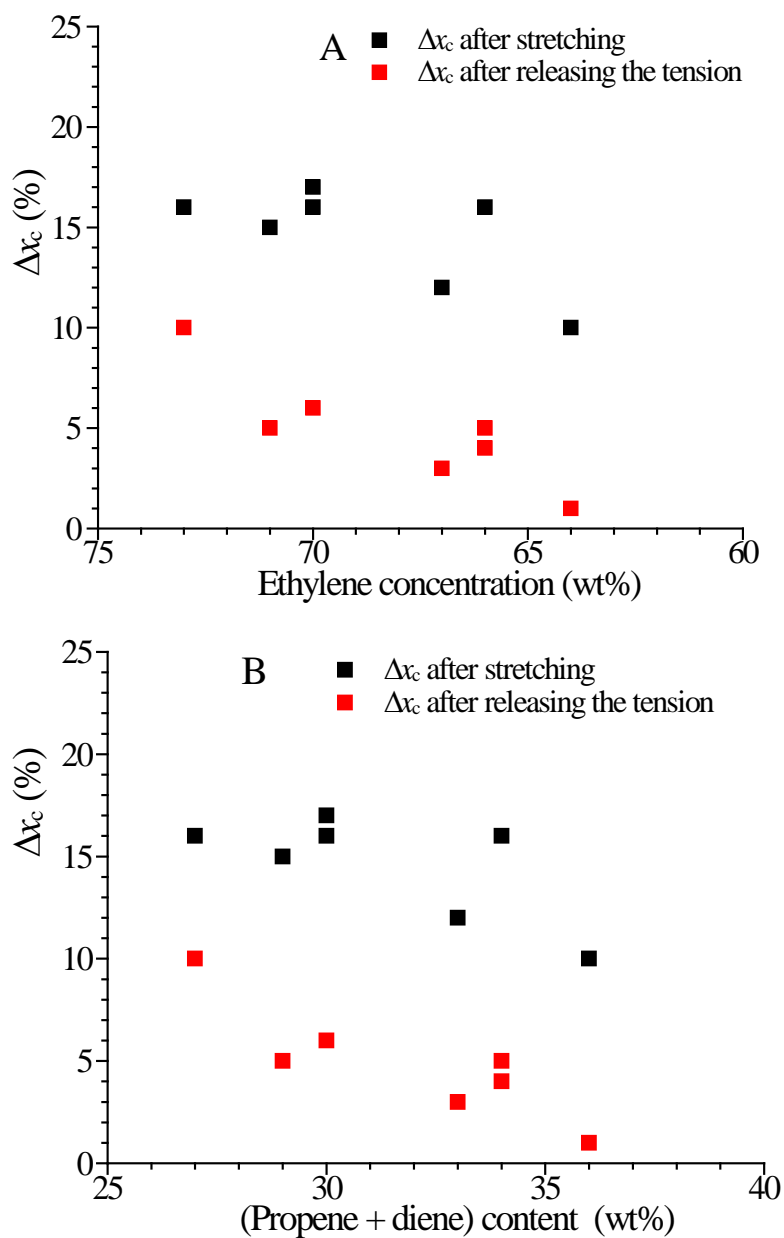 A
Δxc after stretching
Δxc after releasing the tension
25
20
15
10
5
0
Δxc (%)
75 70 65 60
Ethylene concentration (wt%)
B
Δxc after stretching
Δxc after releasing the tension
25
20
15
10
5
0
Δxc (%)
25 30 35 40
(Propene + diene) content (wt%)